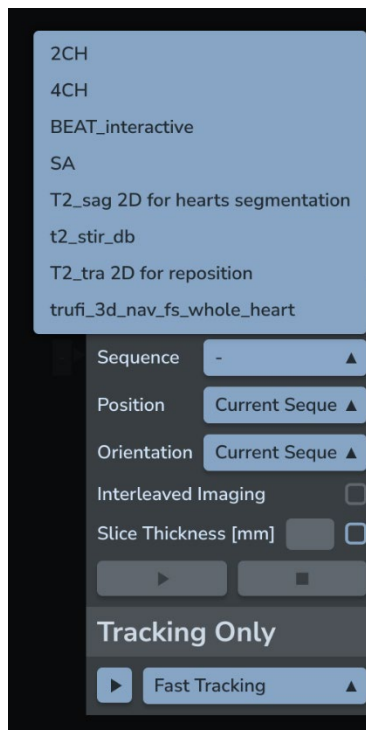 2CH
4CH
BEAT_interactive
SA
T2_sag 2D for hearts segmentation
t2_stir_db
T2_tra 2D for reposition
trufi_3d_nav_fs_whole_heart
Sequence -
Position Current Seque
Orientation Current Seque
Interleaved Imaging
Slice Thickness [mm]
Tracking Only
Fast Tracking